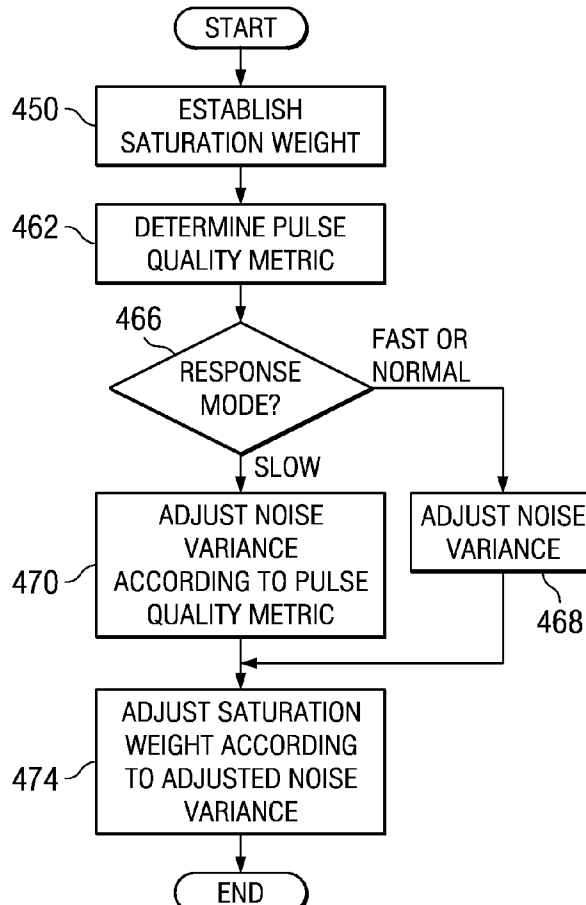 START
450
ESTABLISH
SATURATION WEIGHT
462
DETERMINE PULSE
QUALITY METRIC
466
RESPONSE
MODE?
FAST OR
NORMAL
SLOW
470
ADJUST NOISE
VARIANCE
ACCORDING TO PULSE
QUALITY METRIC
ADJUST NOISE
VARIANCE
468
474
ADJUST SATURATION
WEIGHT ACCORDING
TO ADJUSTED NOISE
VARIANCE
END